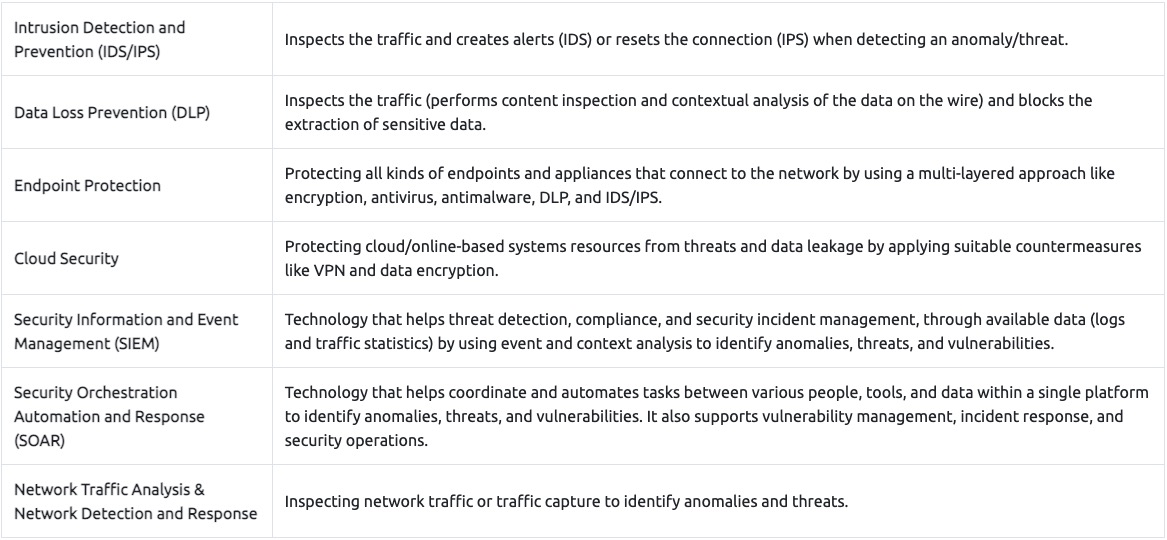 Intrusion Detection and
Prevention (IDS/IPS)
Inspects the traffic and creates alerts (IDS) or resets the connection (IPS) when detecting an anomaly/threat.
Data Loss Prevention (DLP)
Inspects the traffic (performs content inspection and contextual analysis of the data on the wire) and blocks the
extraction of sensitive data.
Endpoint Protection
Protecting all kinds of endpoints and appliances that connect to the network by using a multi-layered approach like
encryption, antivirus, antimalware, DLP, and IDS/IPS.
Cloud Security
Protecting cloud/online-based systems resources from threats and data leakage by applying suitable countermeasures
like VPN and data encryption.
Security Information and Event
Management (SIEM)
Technology that helps threat detection, compliance, and security incident management, through available data (logs
and traffic statistics) by using event and context analysis to identify anomalies, threats, and vulnerabilities.
Security Orchestration
Automation and Response
(SOAR)
Technology that helps coordinate and automates tasks between various people, tools, and data within a single platform
to identify anomalies, threats, and vulnerabilities. It also supports vulnerability management, incident response, and
security operations.
Network Traffic Analysis &
Network Detection and Response
Inspecting network traffic or traffic capture to identify anomalies and threats.